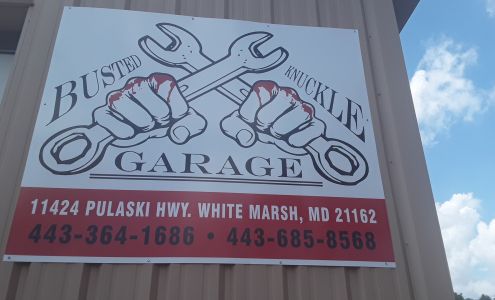 BUSTED KNUCKLE
GARAGE
11424 PULASKI HWY. WHITE MARSH, MD 21162
443-364-1686 • 443-685-8568